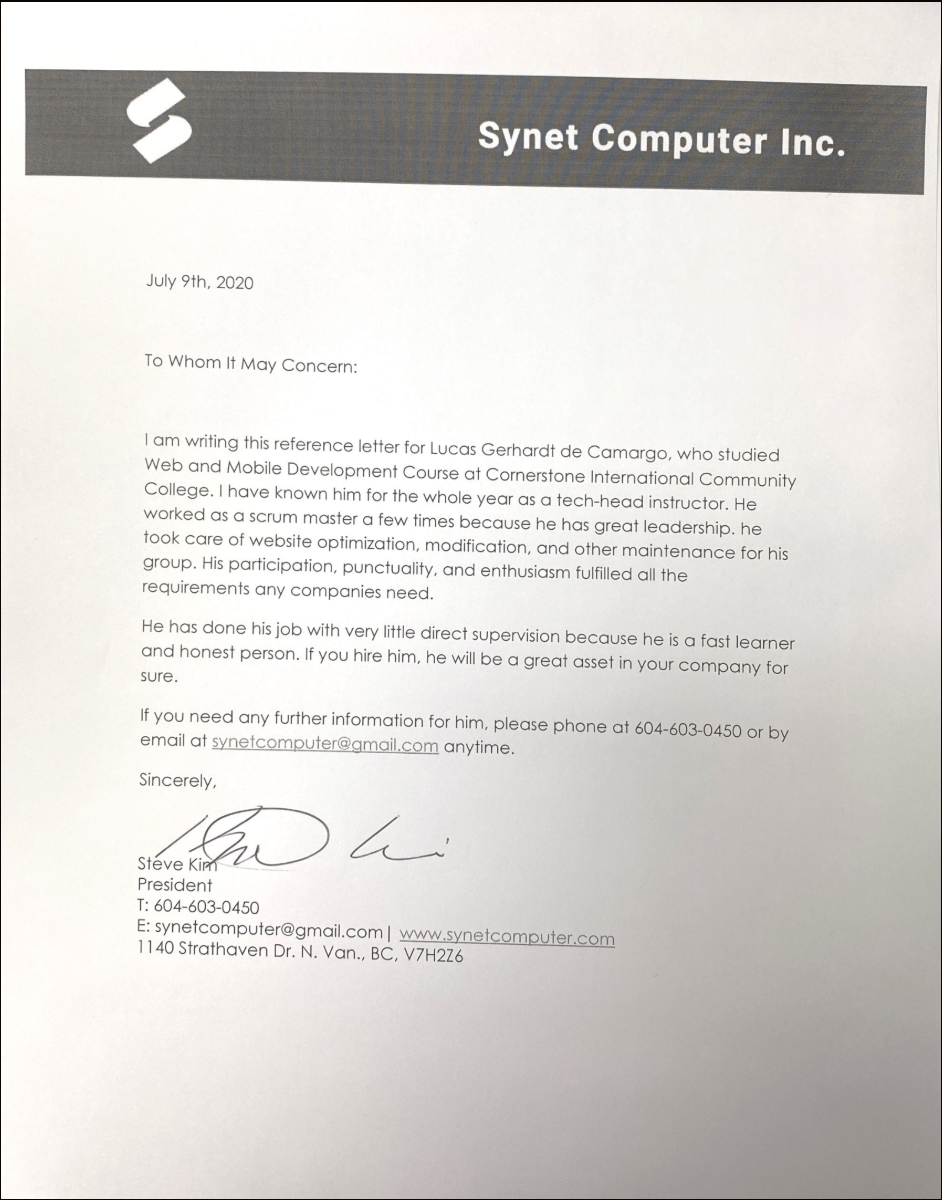 Synet Computer Inc.
July 9th, 2020
To Whom It May Concern:
I am writing this reference letter for Lucas Gerhardt de Camargo, who studied
Web and Mobile Development Course at Cornerstone International Community
College. I have known him for the whole year as a tech-head instructor. He
worked as a scrum master a few times because he has great leadership. he
took care of website optimization, modification, and other maintenance for his
group. His participation, punctuality, and enthusiasm fulfilled all the
requirements any companies need.
He has done his job with very little direct supervision because he is a fast learner
and honest person. If you hire him, he will be a great asset in your company for
sure.
If you need any further information for him, please phone at 604-603-0450 or by
email at synetcomputer@gmail.com anytime.
Sincerely,
Steve Kim
President
T: 604-603-0450
E: synetcomputer@gmail.com| www.synetcomputer.com
1140 Strathaven Dr. N. Van., BC, V7H2Z6